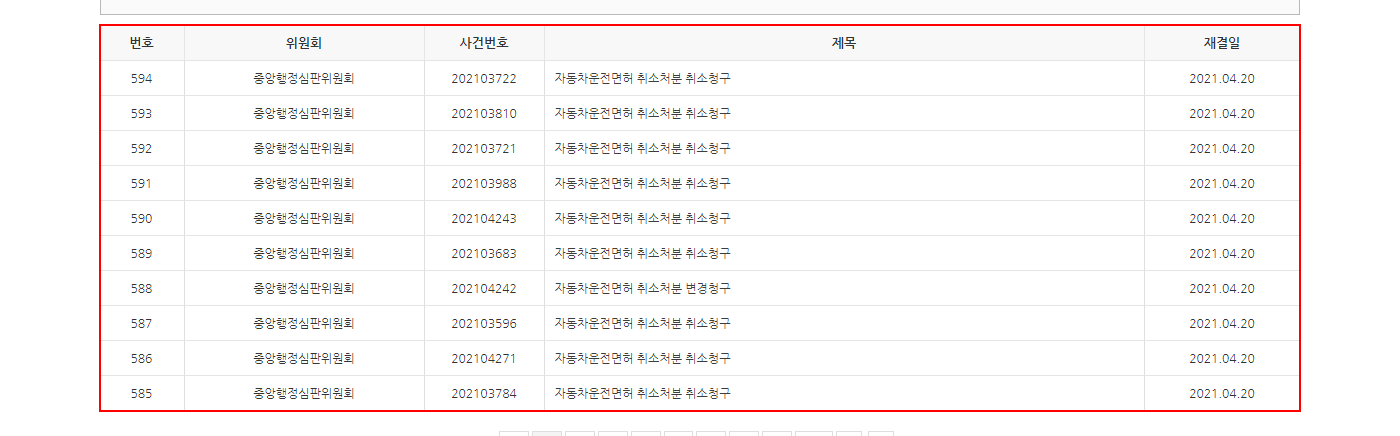 번호 위원회 사건번호 제목 재결일
594 중앙행정심판위원회 202103722 자동차운전면허 취소처분 취소청구 2021.04.20
593 중앙행정심판위원회 202103810 자동차운전면허 취소처분 취소청구 2021.04.20
592 중앙행정심판위원회 202103721 자동차운전면허 취소처분 취소청구 2021.04.20
591 중앙행정심판위원회 202103988 자동차운전면허 취소처분 취소청구 2021.04.20
590 중앙행정심판위원회 202104243 자동차운전면허 취소처분 취소청구 2021.04.20
589 중앙행정심판위원회 202103683 자동차운전면허 취소처분 취소청구 2021.04.20
588 중앙행정심판위원회 202104242 자동차운전면허 취소처분 변경청구 2021.04.20
587 중앙행정심판위원회 202103596 자동차운전면허 취소처분 취소청구 2021.04.20
586 중앙행정심판위원회 202104271 자동차운전면허 취소처분 취소청구 2021.04.20
585 중앙행정심판위원회 202103784 자동차운전면허 취소처분 취소청구 2021.04.20